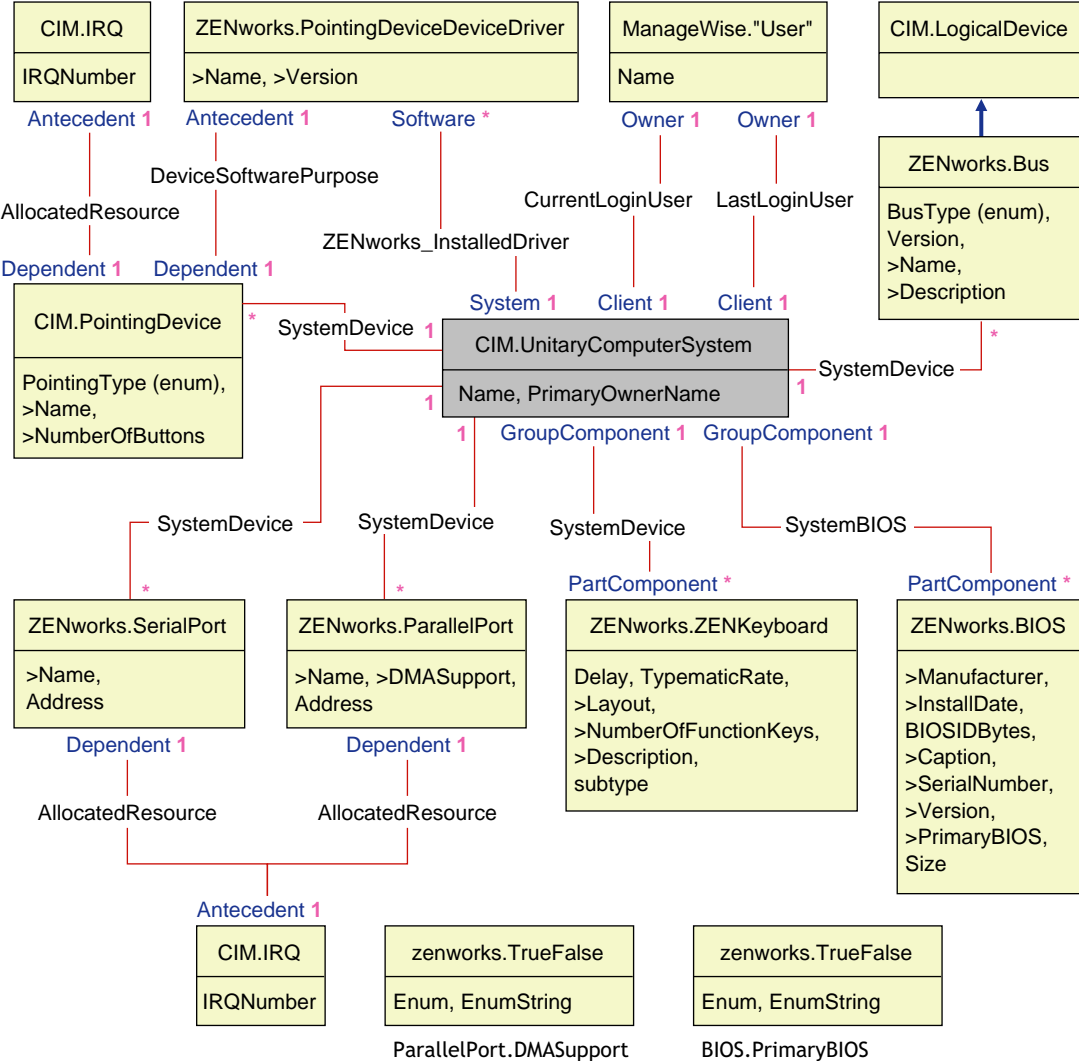 CIM.IRQ
IRQNumber
ZENworks.PointingDeviceDeviceDriver
>Name, >Version
ManageWise."User"
Name
CIM.LogicalDevice
Antecedent 1
Antecedent 1
Software *
Owner 1
Owner 1
AllocatedResource
DeviceSoftwarePurpose
ZENworks_InstalledDriver
CurrentLoginUser
LastLoginUser
ZENworks.Bus
BusType (enum),
Version,
>Name,
>Description
Dependent 1
Dependent 1
System 1
Client 1
Client 1
CIM.PointingDevice
PointingType (enum),
>Name,
>NumberOfButtons
*
SystemDevice
1
CIM.UnitaryComputerSystem
Name, PrimaryOwnerName
*
SystemDevice
1
1
1
GroupComponent 1
GroupComponent 1
SystemDevice
SystemDevice
SystemDevice
SystemBIOS
*
*
PartComponent *
PartComponent *
ZENworks.SerialPort
>Name,
Address
ZENworks.ParallelPort
>Name, >DMASupport,
Address
ZENworks.ZENKeyboard
Delay, TypematicRate,
>Layout,
>NumberOfFunctionKeys,
>Description,
subtype
ZENworks.BIOS
>Manufacturer,
>InstallDate,
BIOSIDBytes,
>Caption,
>SerialNumber,
>Version,
>PrimaryBIOS,
Size
Dependent 1
Dependent 1
AllocatedResource
AllocatedResource
Antecedent 1
CIM.IRQ
IRQNumber
zenworks.TrueFalse
Enum, EnumString
ParallelPort.DMASupport
zenworks.TrueFalse
Enum, EnumString
BIOS.PrimaryBIOS